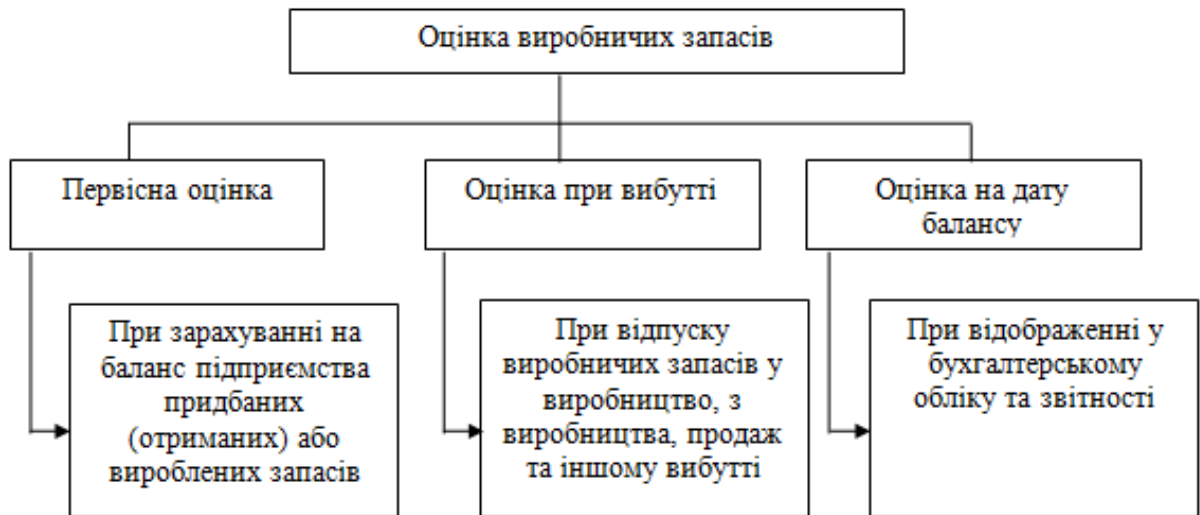 Оцінка виробничих запасів
Первісна оцінка
Оцінка при вибутті
Оцінка на дату
балансу
При зарахуванні на
баланс підприємства
придбаних
(отриманих) або
вироблених запасів
При відпуску
виробничих запасів у
виробництво, з
виробництва, продаж
та іншому вибутті
При відображенні у
бухгалтерському
обліку та звітності